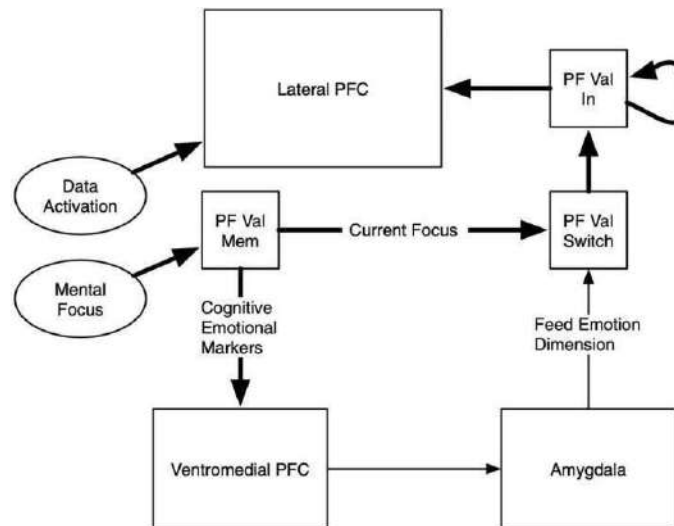 Lateral PFC
PF Val
In
Data
Activation
PF Val
Mem
Current Focus
PF Val
Switch
Mental
Focus
Cognitive
Emotional
Markers
Feed Emotion
Dimension
Ventromedial PFC
Amygdala